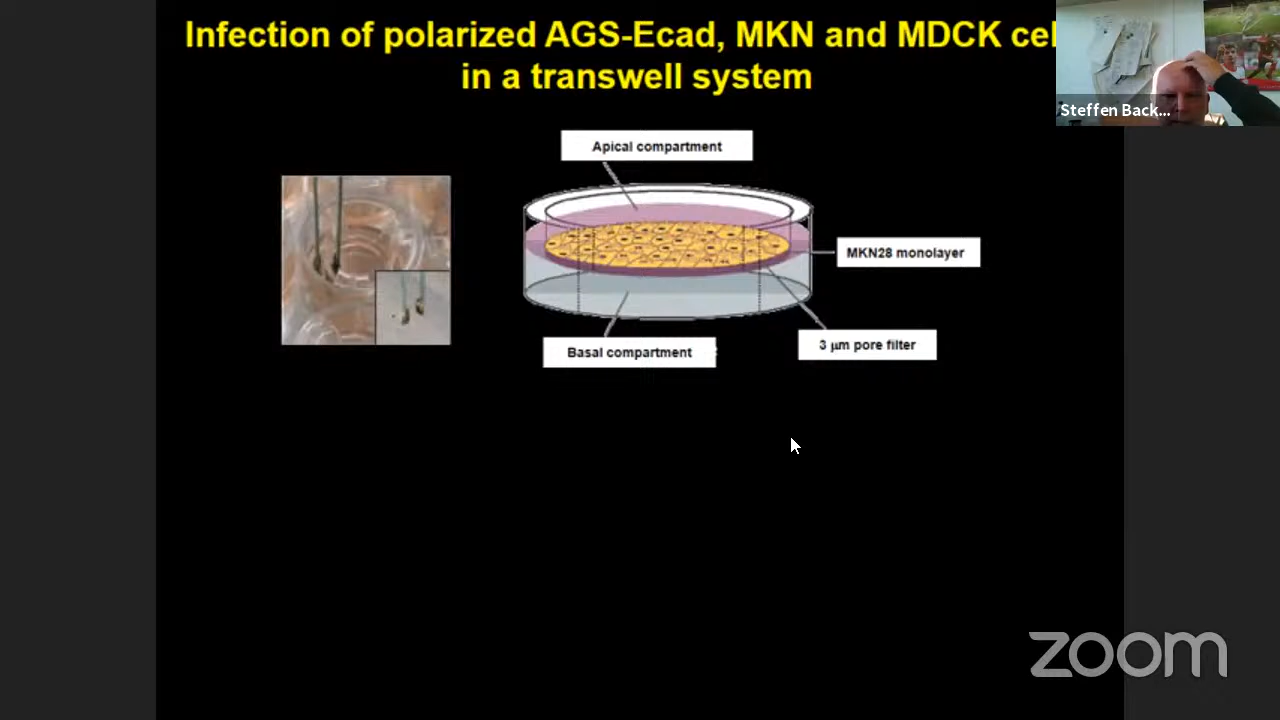 Infection of polarized AGS-Ecad, MKN and MDCK cel
in a transwell system
Steffen Back...
Apical compartment
MKN28 monolayer
3 µm pore filter
Basal compartment
zoom